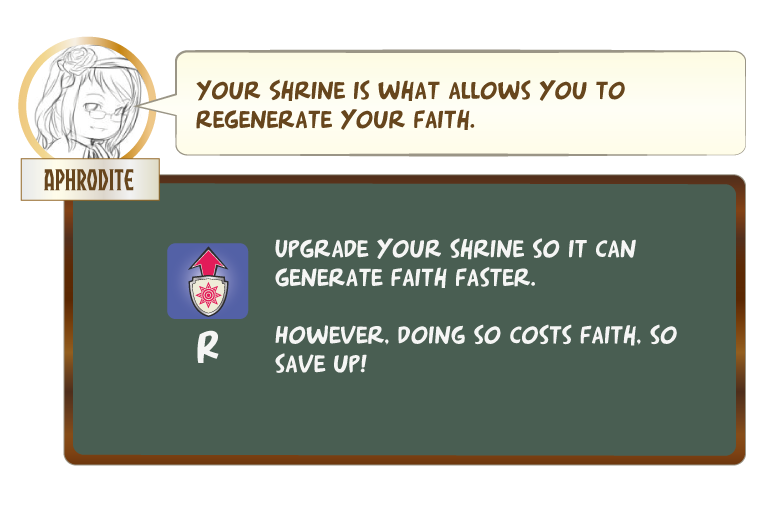 YOUR SHRINE IS WHAT ALLOWS YOU TO
REGENERATE YOUR FAITH.
APHRODITE
UPGRADE YOUR SHRINE SO IT CAN
GENERATE FAITH FASTER.
R
HOWEVER, DOING SO COSTS FAITH, SO
SAVE UP!